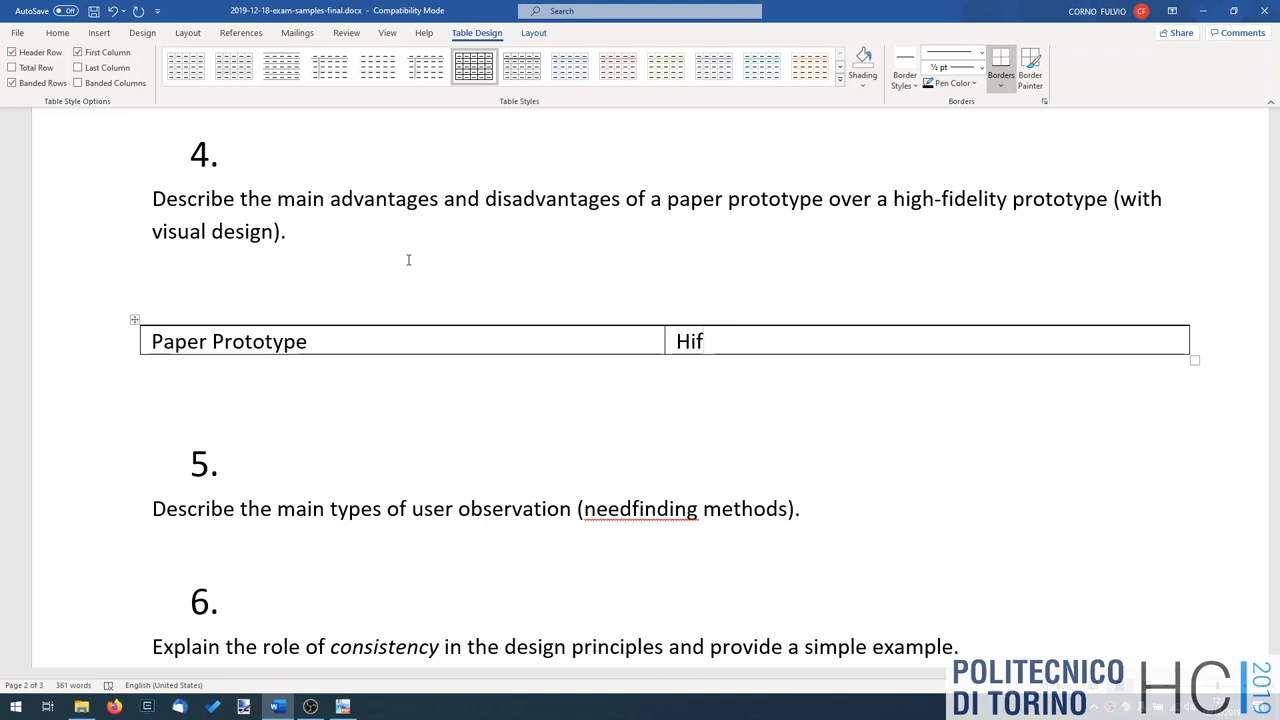 AutoSave Off 2019-12-18-exam-samples-final.docx - Compatibility Mode Search CORNO FULVIO CF
File Home Insert Design Layout References Mailings Review View Help Table Design Layout Share Comments
Header Row First Column
Total Row Last Column
Banded Rows Banded Columns
Shading
Border Styles
½ pt
Pen Color
Borders
Border Painter
Table Style Options Table Styles Borders
4.
Describe the main advantages and disadvantages of a paper prototype over a high-fidelity prototype (with
visual design).
Paper Prototype Hif
5.
Describe the main types of user observation (needfinding methods).
6.
Explain the role of consistency in the design principles and provide a simple example.
Page 2 of 3 361 words English (United States)
POLITECNICO
DI TORINO
HCI
2019